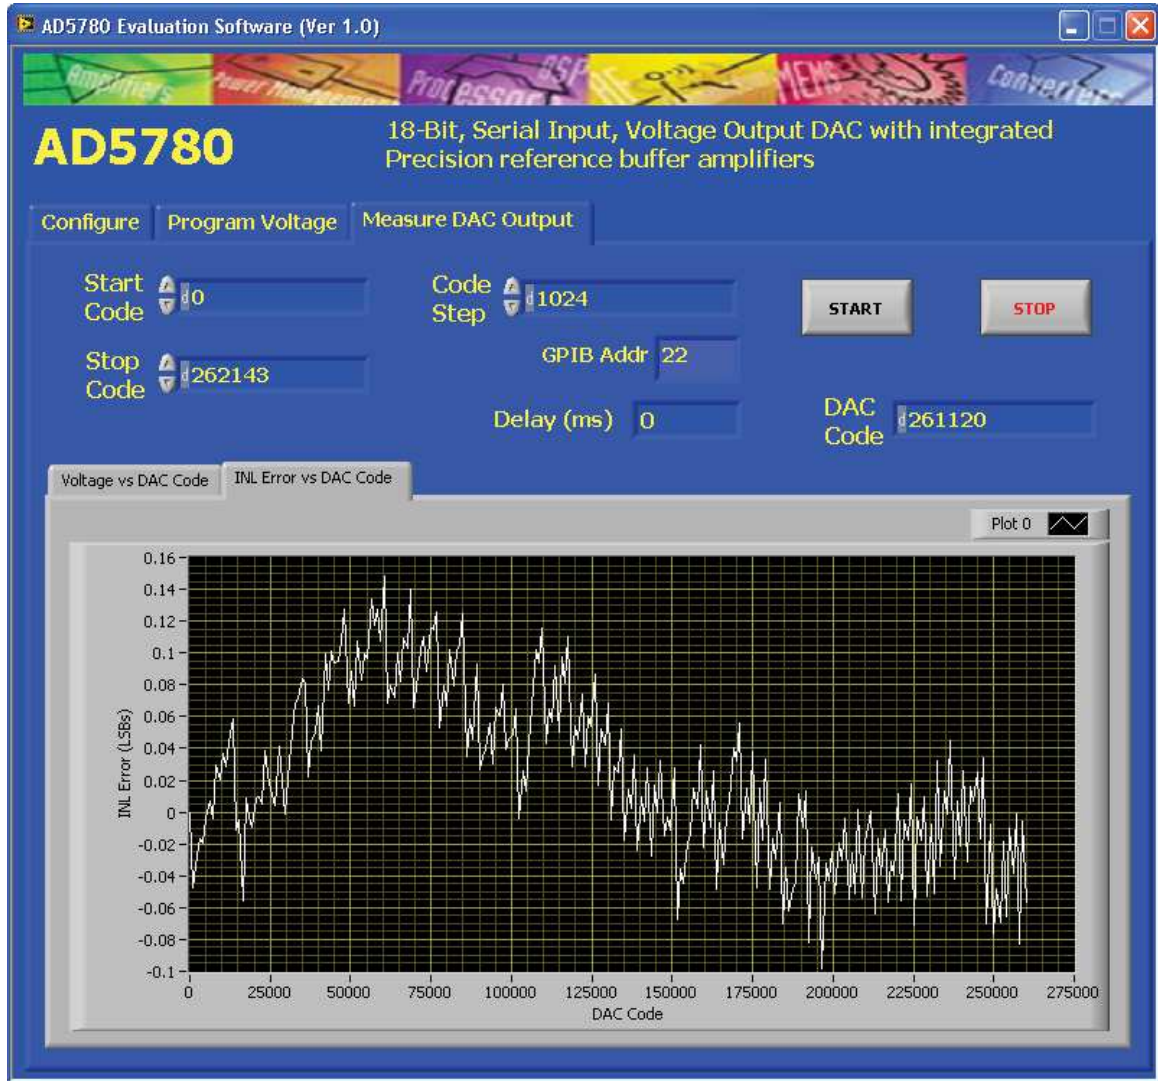 AD5780 Evaluation Software (Ver 1.0)
Amplifiers
Power Management
Processor
DSP
MEMS
Converters
AD5780
18-Bit, Serial Input, Voltage Output DAC with integrated
Precision reference buffer amplifiers
Configure
Program Voltage
Measure DAC Output
Start
Code
d 0
Code
Step
d 1024
START
STOP
GPIB Addr 22
Stop
Code
d 262143
Delay (ms) 0
DAC
Code
d 261120
Voltage vs DAC Code
INL Error vs DAC Code
Plot 0
INL Error (LSBs)
0.16
0.14
0.12
0.1
0.08
0.06
0.04
0.02
0
-0.02
-0.04
-0.06
-0.08
-0.1
0 25000 50000 75000 100000 125000 150000 175000 200000 225000 250000 275000
DAC Code